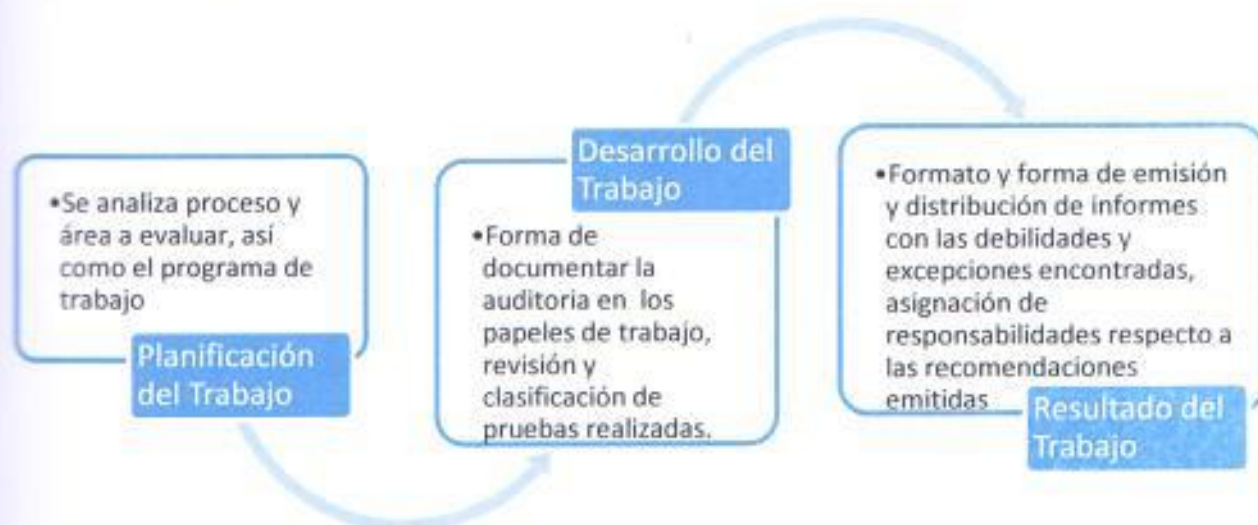 •Se analiza proceso y
área a evaluar, así
como el programa de
trabajo
Planificación
del Trabajo
Desarrollo del
Trabajo
•Forma de
documentar la
auditoria en los
papeles de trabajo,
revisión y
clasificación de
pruebas realizadas.
•Formato y forma de emisión
y distribución de informes
con las debilidades y
excepciones encontradas,
asignación de
responsabilidades respecto a
las recomendaciones
emitidas
Resultado del
Trabajo